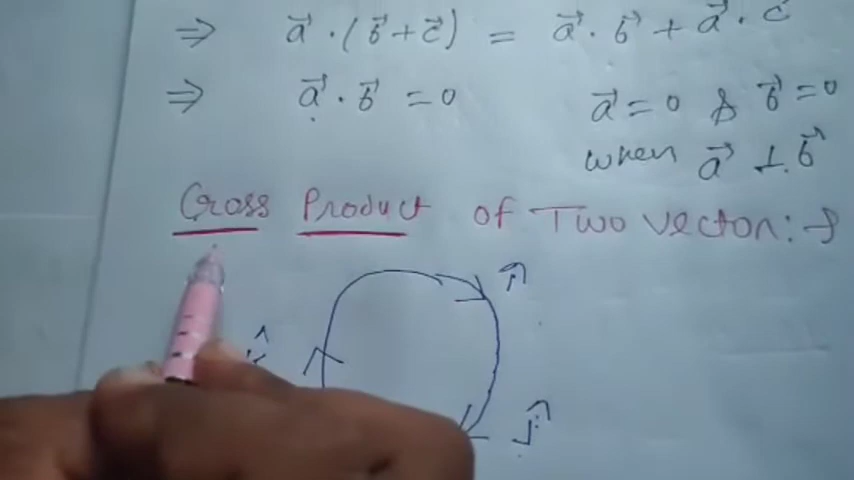 ⇒ a⃗ · (b⃗ + c⃗) = a⃗ · b⃗ + a⃗ · c⃗
⇒ a⃗ · b⃗ = 0 a⃗ = 0 & b⃗ = 0
when a⃗ ⊥ b⃗
Cross Product of Two vector :-
î
k̂
ĵ